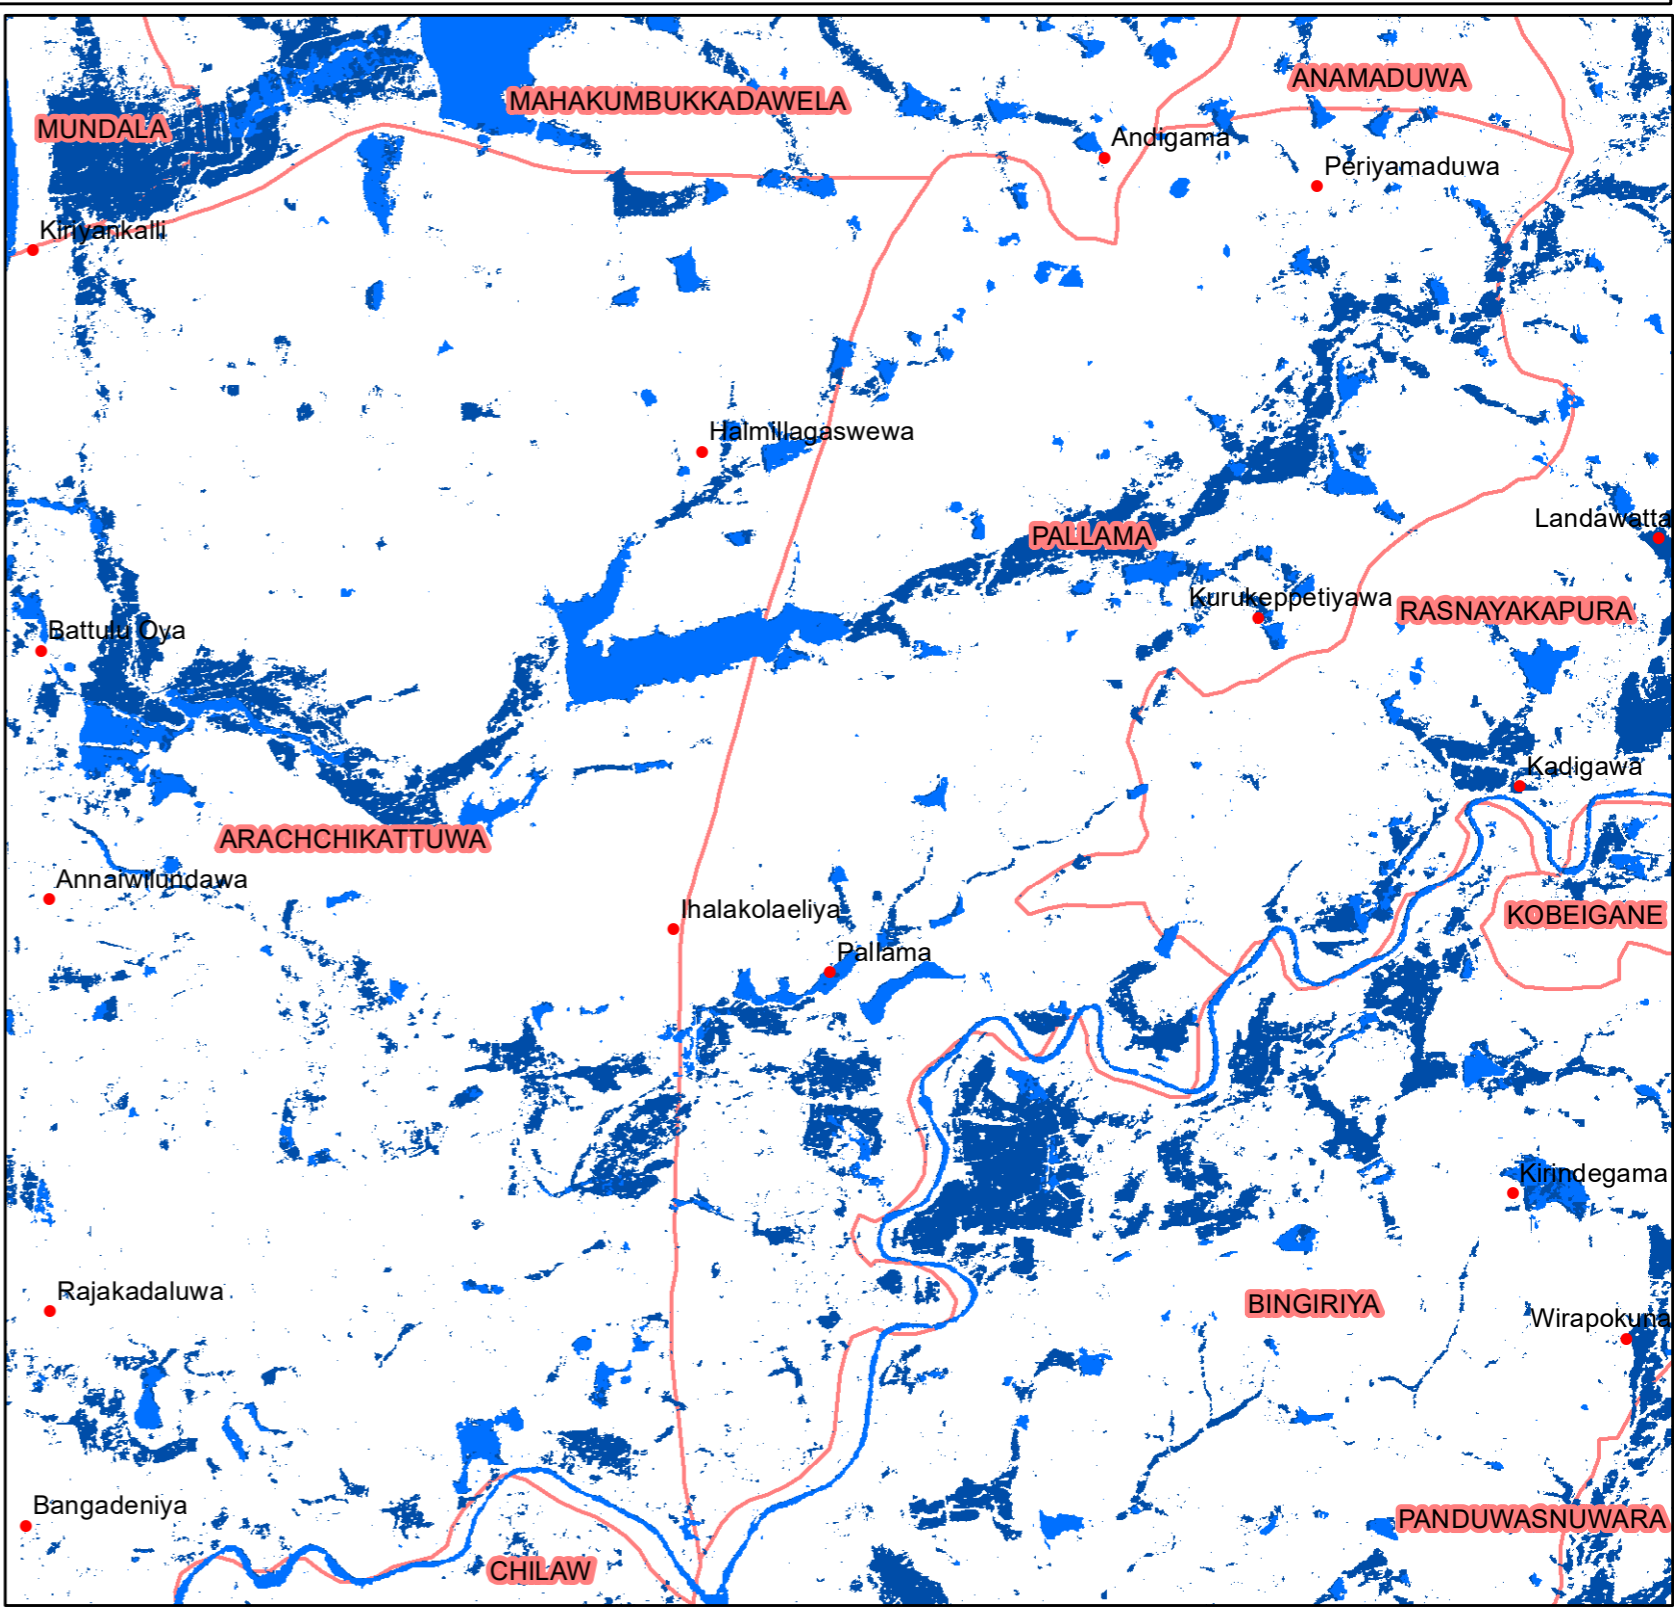 ANAMADUWA
MAHAKUMBUKKADAWELA
MUNDALA
Andigama
Periyamaduwa
Kiriyankalli
Halmillagaswewa
Landawatta
PALLAMA
Kurukeppetiyawa
RASNAYAKAPURA
Battulu Oya
Kadigawa
ARACHCHIKATTUWA
Annaiwilundawa
Ihalakolaeliya
KOBEIGANE
Pallama
Kirindegama
Rajakadaluwa
BINGIRIYA
Wirapokuna
Bangadeniya
PANDUWASNUWARA
CHILAW